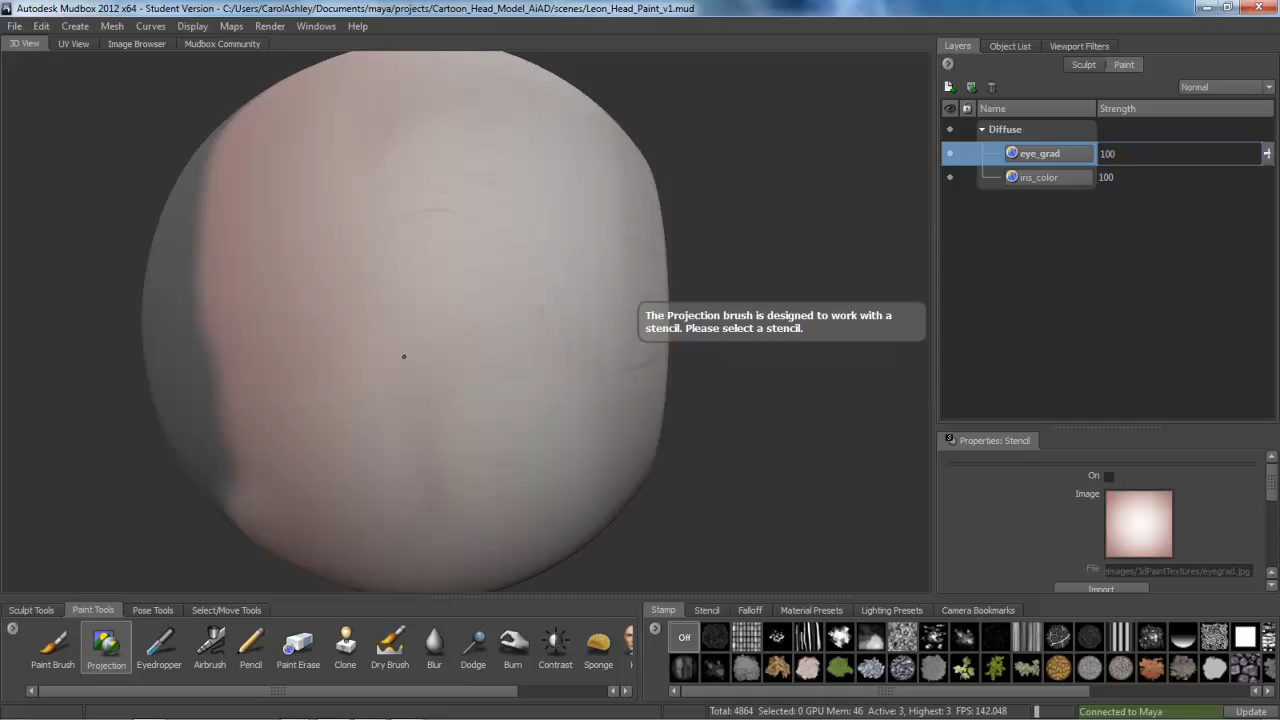 Autodesk Mudbox 2012 x64 - Student Version - C:/Users/CarolAshley/Documents/maya/projects/Cartoon_Head_Model_AiAD/scenes/Leon_Head_Paint_v1.mud
File Edit Create Mesh Curves Display Maps Render Windows Help
3D View UV View Image Browser Mudbox Community
Layers Object List Viewport Filters
Sculpt Paint
Normal
Name Strength
Diffuse
eye_grad 100
iris_color 100
The Projection brush is designed to work with a
stencil. Please select a stencil.
Properties: Stencil
On
Image
File images/3dPaintTextures/eyegrad.jpg
Import
Sculpt Tools Paint Tools Pose Tools Select/Move Tools
Paint Brush Projection Eyedropper Airbrush Pencil Paint Erase Clone Dry Brush Blur Dodge Burn Contrast Sponge
Stamp Stencil Falloff Material Presets Lighting Presets Camera Bookmarks
Off
Total: 4864 Selected: 0 GPU Mem: 46 Active: 3, Highest: 3 FPS: 142.048
Connected to Maya
Update